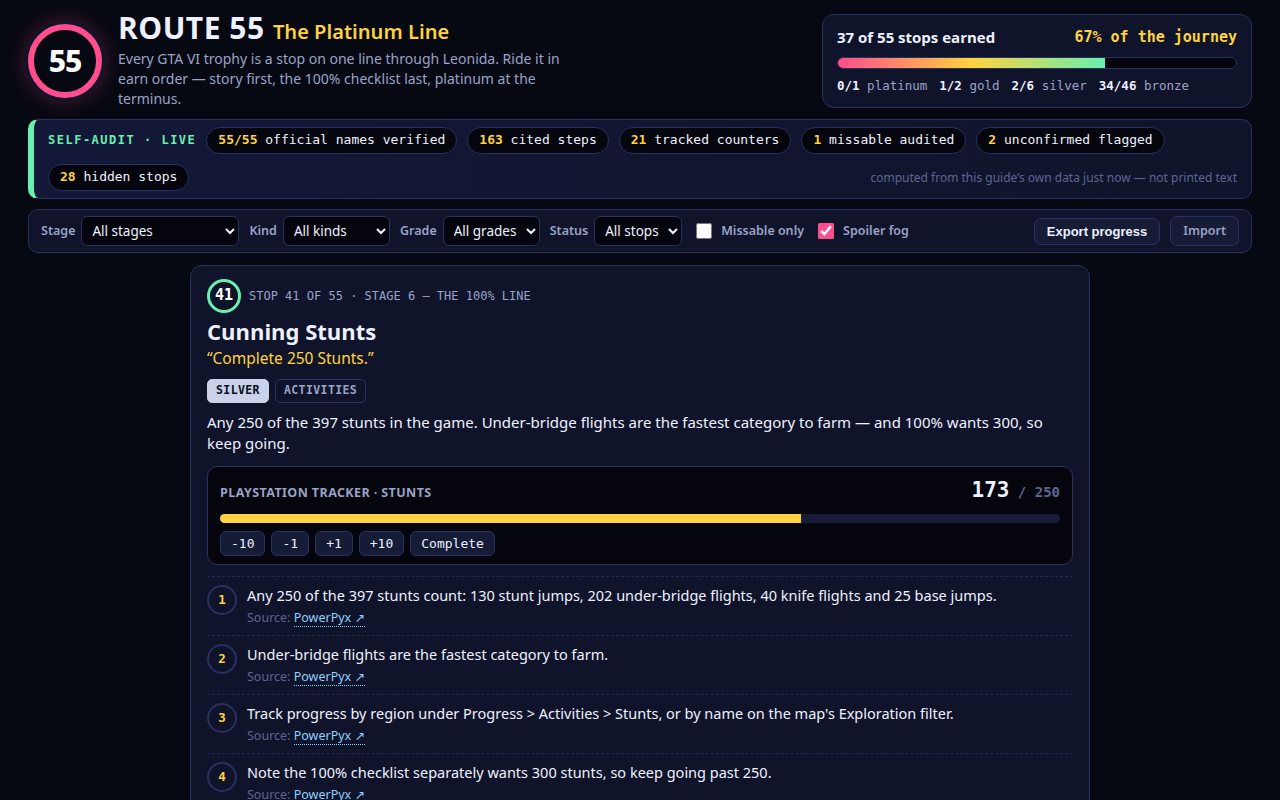 55
ROUTE 55 The Platinum Line
Every GTA VI trophy is a stop on one line through Leonida. Ride it in
earn order — story first, the 100% checklist last, platinum at the
terminus.
37 of 55 stops earned 67% of the journey
0/1 platinum 1/2 gold 2/6 silver 34/46 bronze
SELF-AUDIT · LIVE 55/55 official names verified 163 cited steps 21 tracked counters 1 missable audited 2 unconfirmed flagged
28 hidden stops computed from this guide's own data just now — not printed text
Stage All stages Kind All kinds Grade All grades Status All stops Missable only Spoiler fog Export progress Import
41 STOP 41 OF 55 · STAGE 6 — THE 100% LINE
Cunning Stunts
“Complete 250 Stunts.”
SILVER ACTIVITIES
Any 250 of the 397 stunts in the game. Under-bridge flights are the fastest category to farm — and 100% wants 300, so
keep going.
PLAYSTATION TRACKER · STUNTS 173 / 250
-10 -1 +1 +10 Complete
1 Any 250 of the 397 stunts count: 130 stunt jumps, 202 under-bridge flights, 40 knife flights and 25 base jumps.
Source: PowerPyx ↗
2 Under-bridge flights are the fastest category to farm.
Source: PowerPyx ↗
3 Track progress by region under Progress > Activities > Stunts, or by name on the map's Exploration filter.
Source: PowerPyx ↗
4 Note the 100% checklist separately wants 300 stunts, so keep going past 250.
Source: PowerPyx ↗